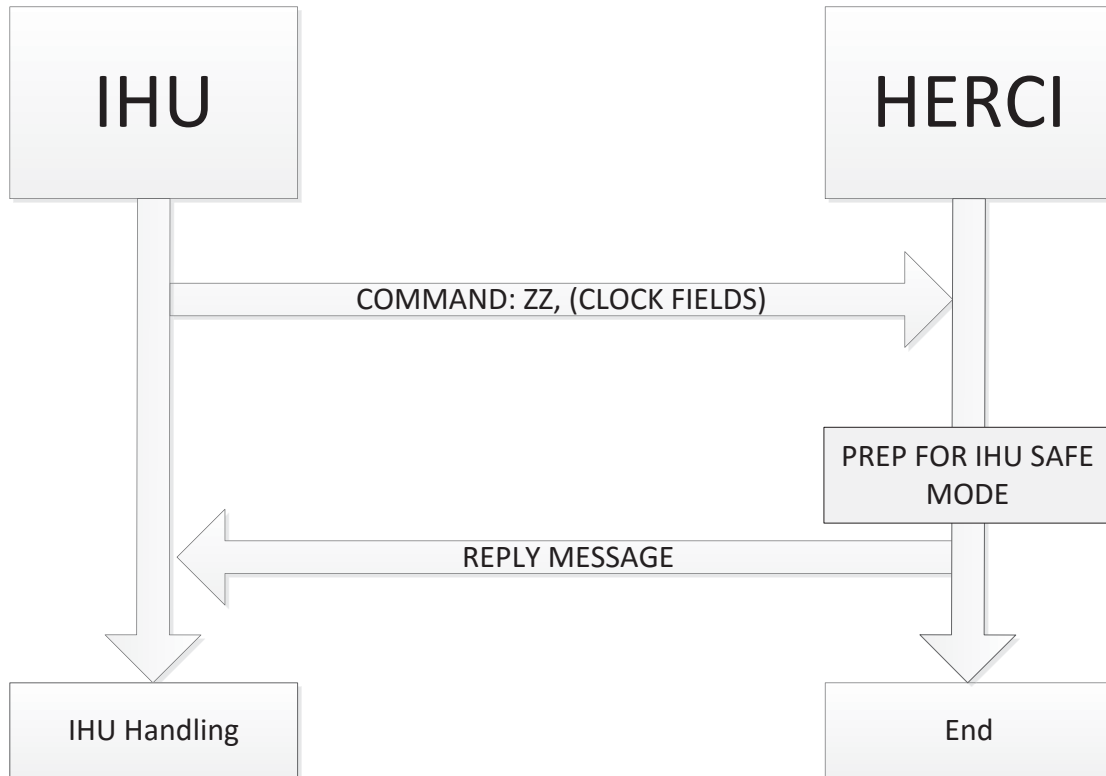 IHU
HERCI
COMMAND: ZZ, (CLOCK FIELDS)
PREP FOR IHU SAFE
MODE
REPLY MESSAGE
IHU Handling
End